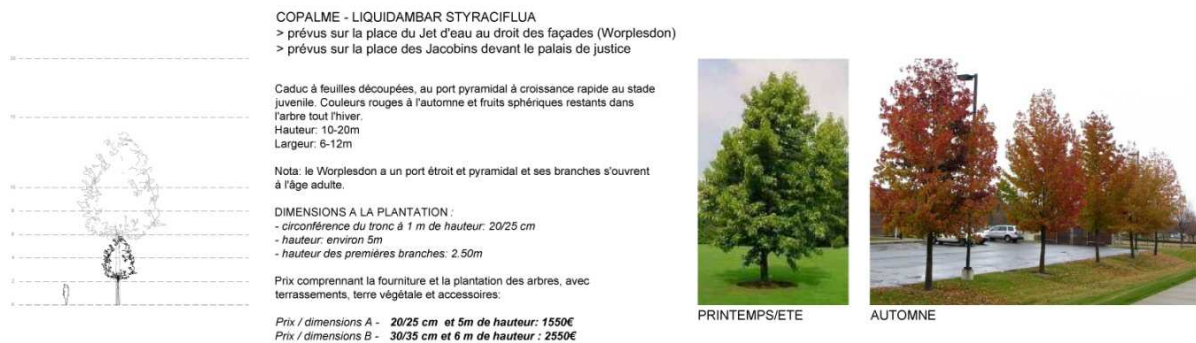 COPALME - LIQUIDAMBAR STYRACIFLUA
> prévus sur la place du Jet d'eau au droit des façades (Worplesdon)
> prévus sur la place des Jacobins devant le palais de justice
Caduc à feuilles découpées, au port pyramidal à croissance rapide au stade
juvenile. Couleurs rouges à l'automne et fruits sphériques restants dans
l'arbre tout l'hiver.
Hauteur: 10-20m
Largeur: 6-12m
Nota: le Worplesdon a un port étroit et pyramidal et ses branches s'ouvrent
à l'âge adulte.
DIMENSIONS A LA PLANTATION :
- circonférence du tronc à 1 m de hauteur: 20/25 cm
- hauteur: environ 5m
- hauteur des premières branches: 2.50m
Prix comprennant la fourniture et la plantation des arbres, avec
terrassements, terre végétale et accessoires:
Prix / dimensions A - 20/25 cm et 5m de hauteur: 1550€
Prix / dimensions B - 30/35 cm et 6 m de hauteur : 2550€
PRINTEMPS/ETE
AUTOMNE